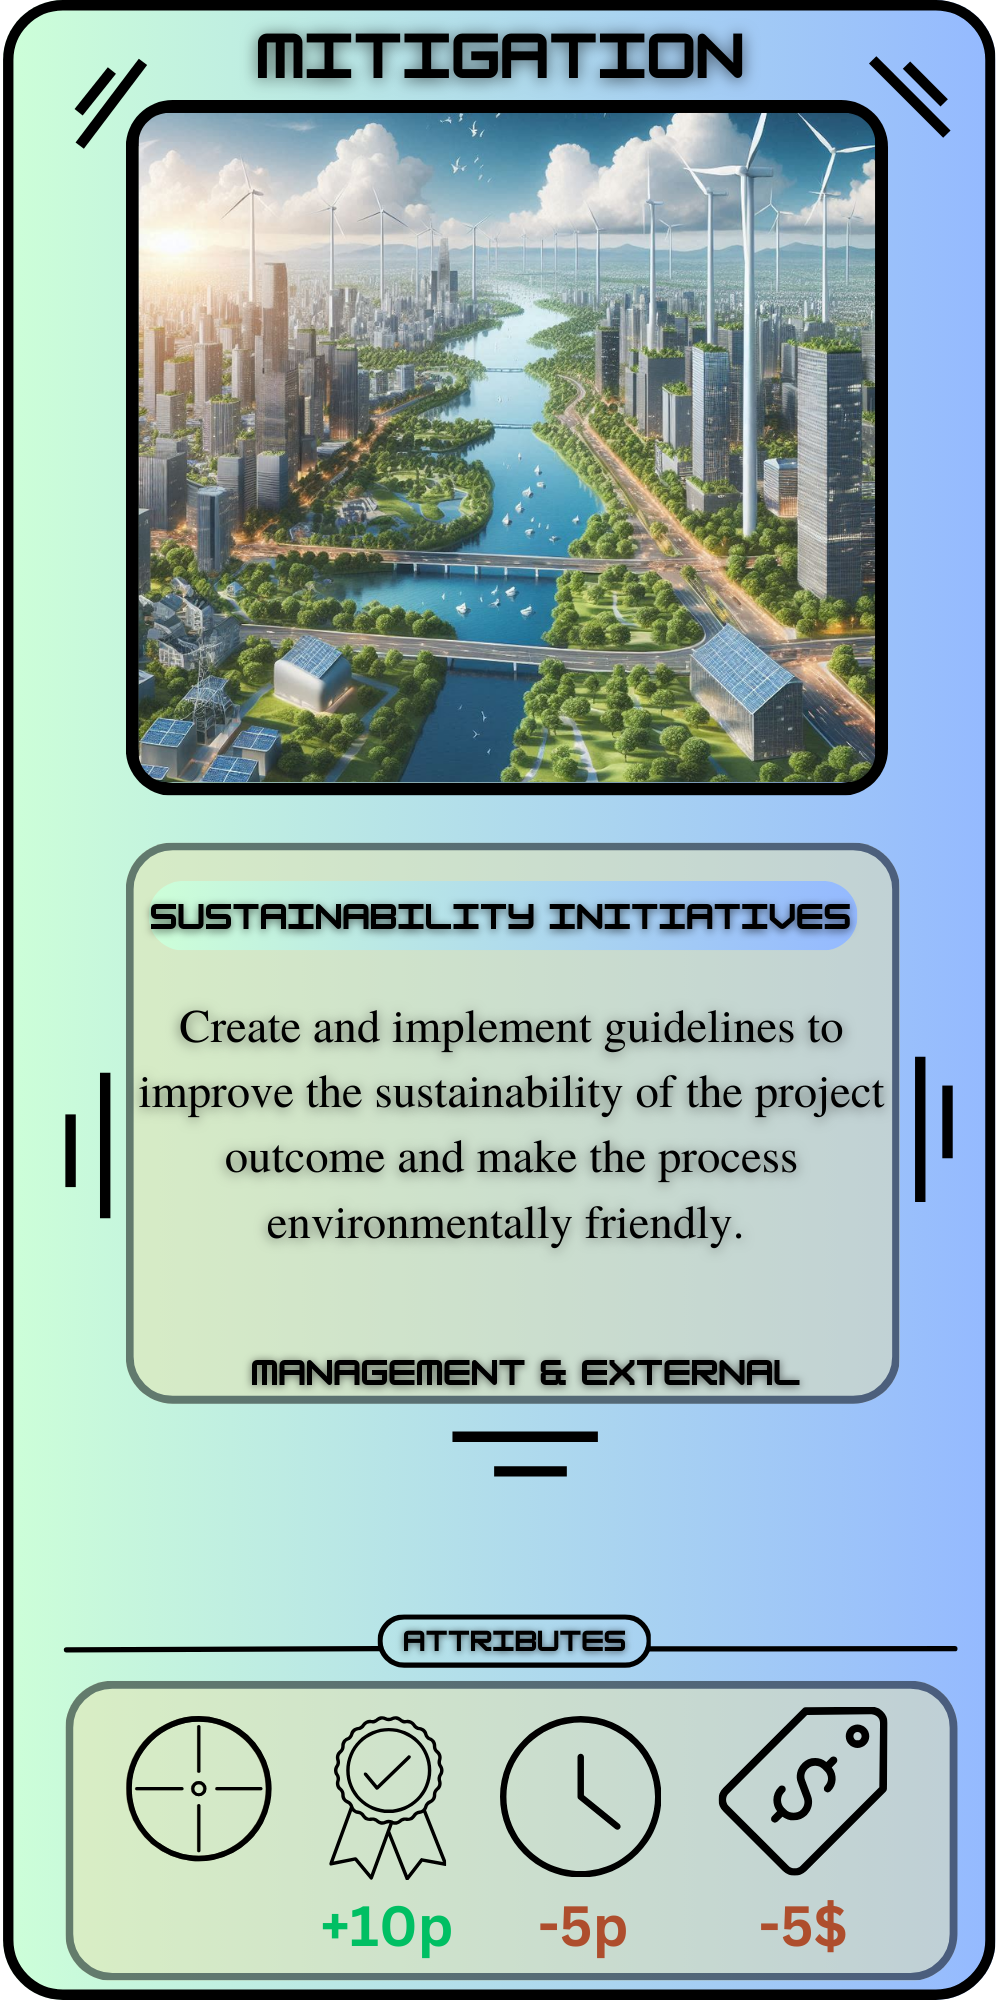 MITIGATION
SUSTAINABILITY INITIATIVES
Create and implement guidelines to
improve the sustainability of the project
outcome and make the process
environmentally friendly.
MANAGEMENT & EXTERNAL
ATTRIBUTES
$
+10p -5p -5$